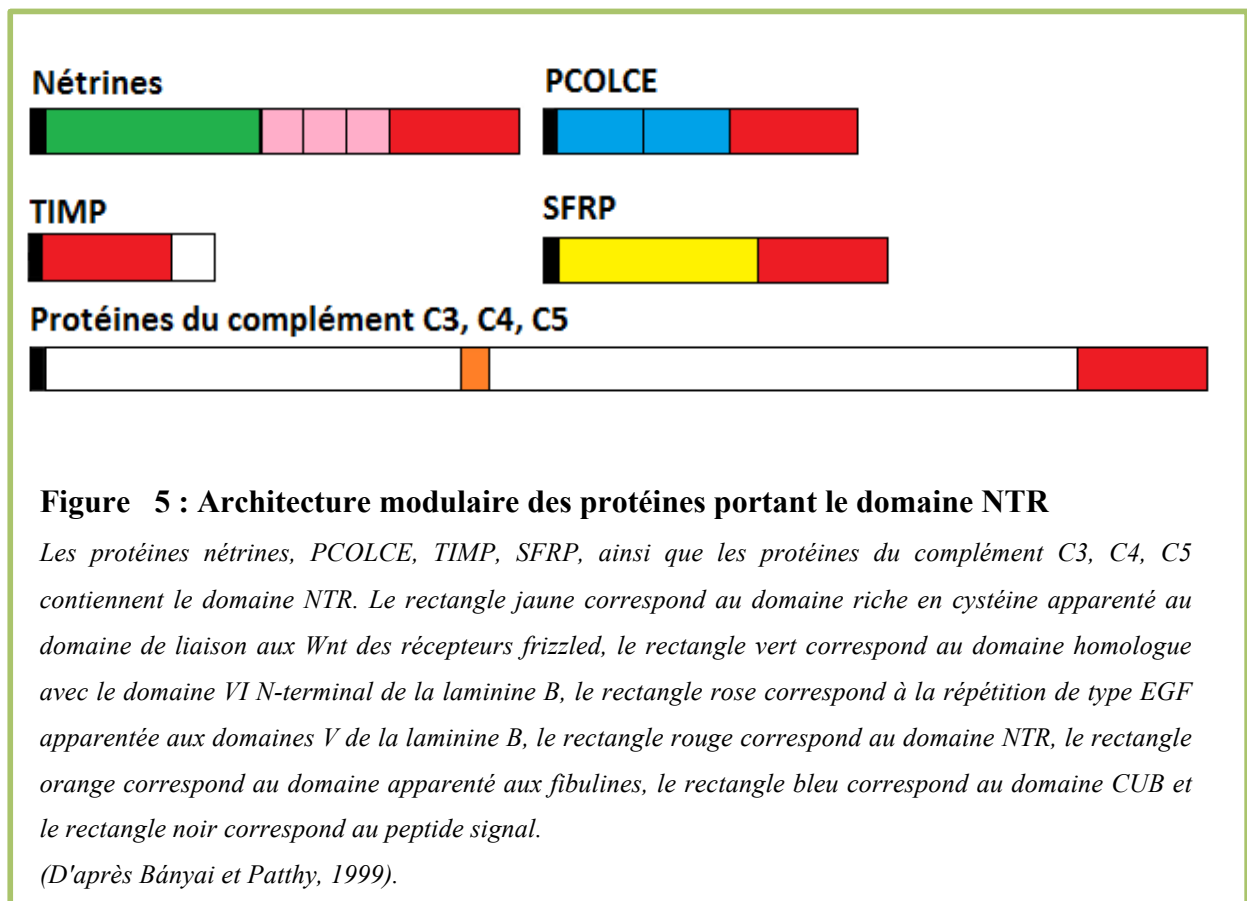 Nétrines
PCOLCE
TIMP
SFRP
Protéines du complément C3, C4, C5
Figure 5 : Architecture modulaire des protéines portant le domaine NTR
Les protéines nétrines, PCOLCE, TIMP, SFRP, ainsi que les protéines du complément C3, C4, C5
contiennent le domaine NTR. Le rectangle jaune correspond au domaine riche en cystéine apparenté au
domaine de liaison aux Wnt des récepteurs frizzled, le rectangle vert correspond au domaine homologue
avec le domaine VI N-terminal de la laminine B, le rectangle rose correspond à la répétition de type EGF
apparentée aux domaines V de la laminine B, le rectangle rouge correspond au domaine NTR, le rectangle
orange correspond au domaine apparenté aux fibulines, le rectangle bleu correspond au domaine CUB et
le rectangle noir correspond au peptide signal.
(D'après Bányai et Patthy, 1999).